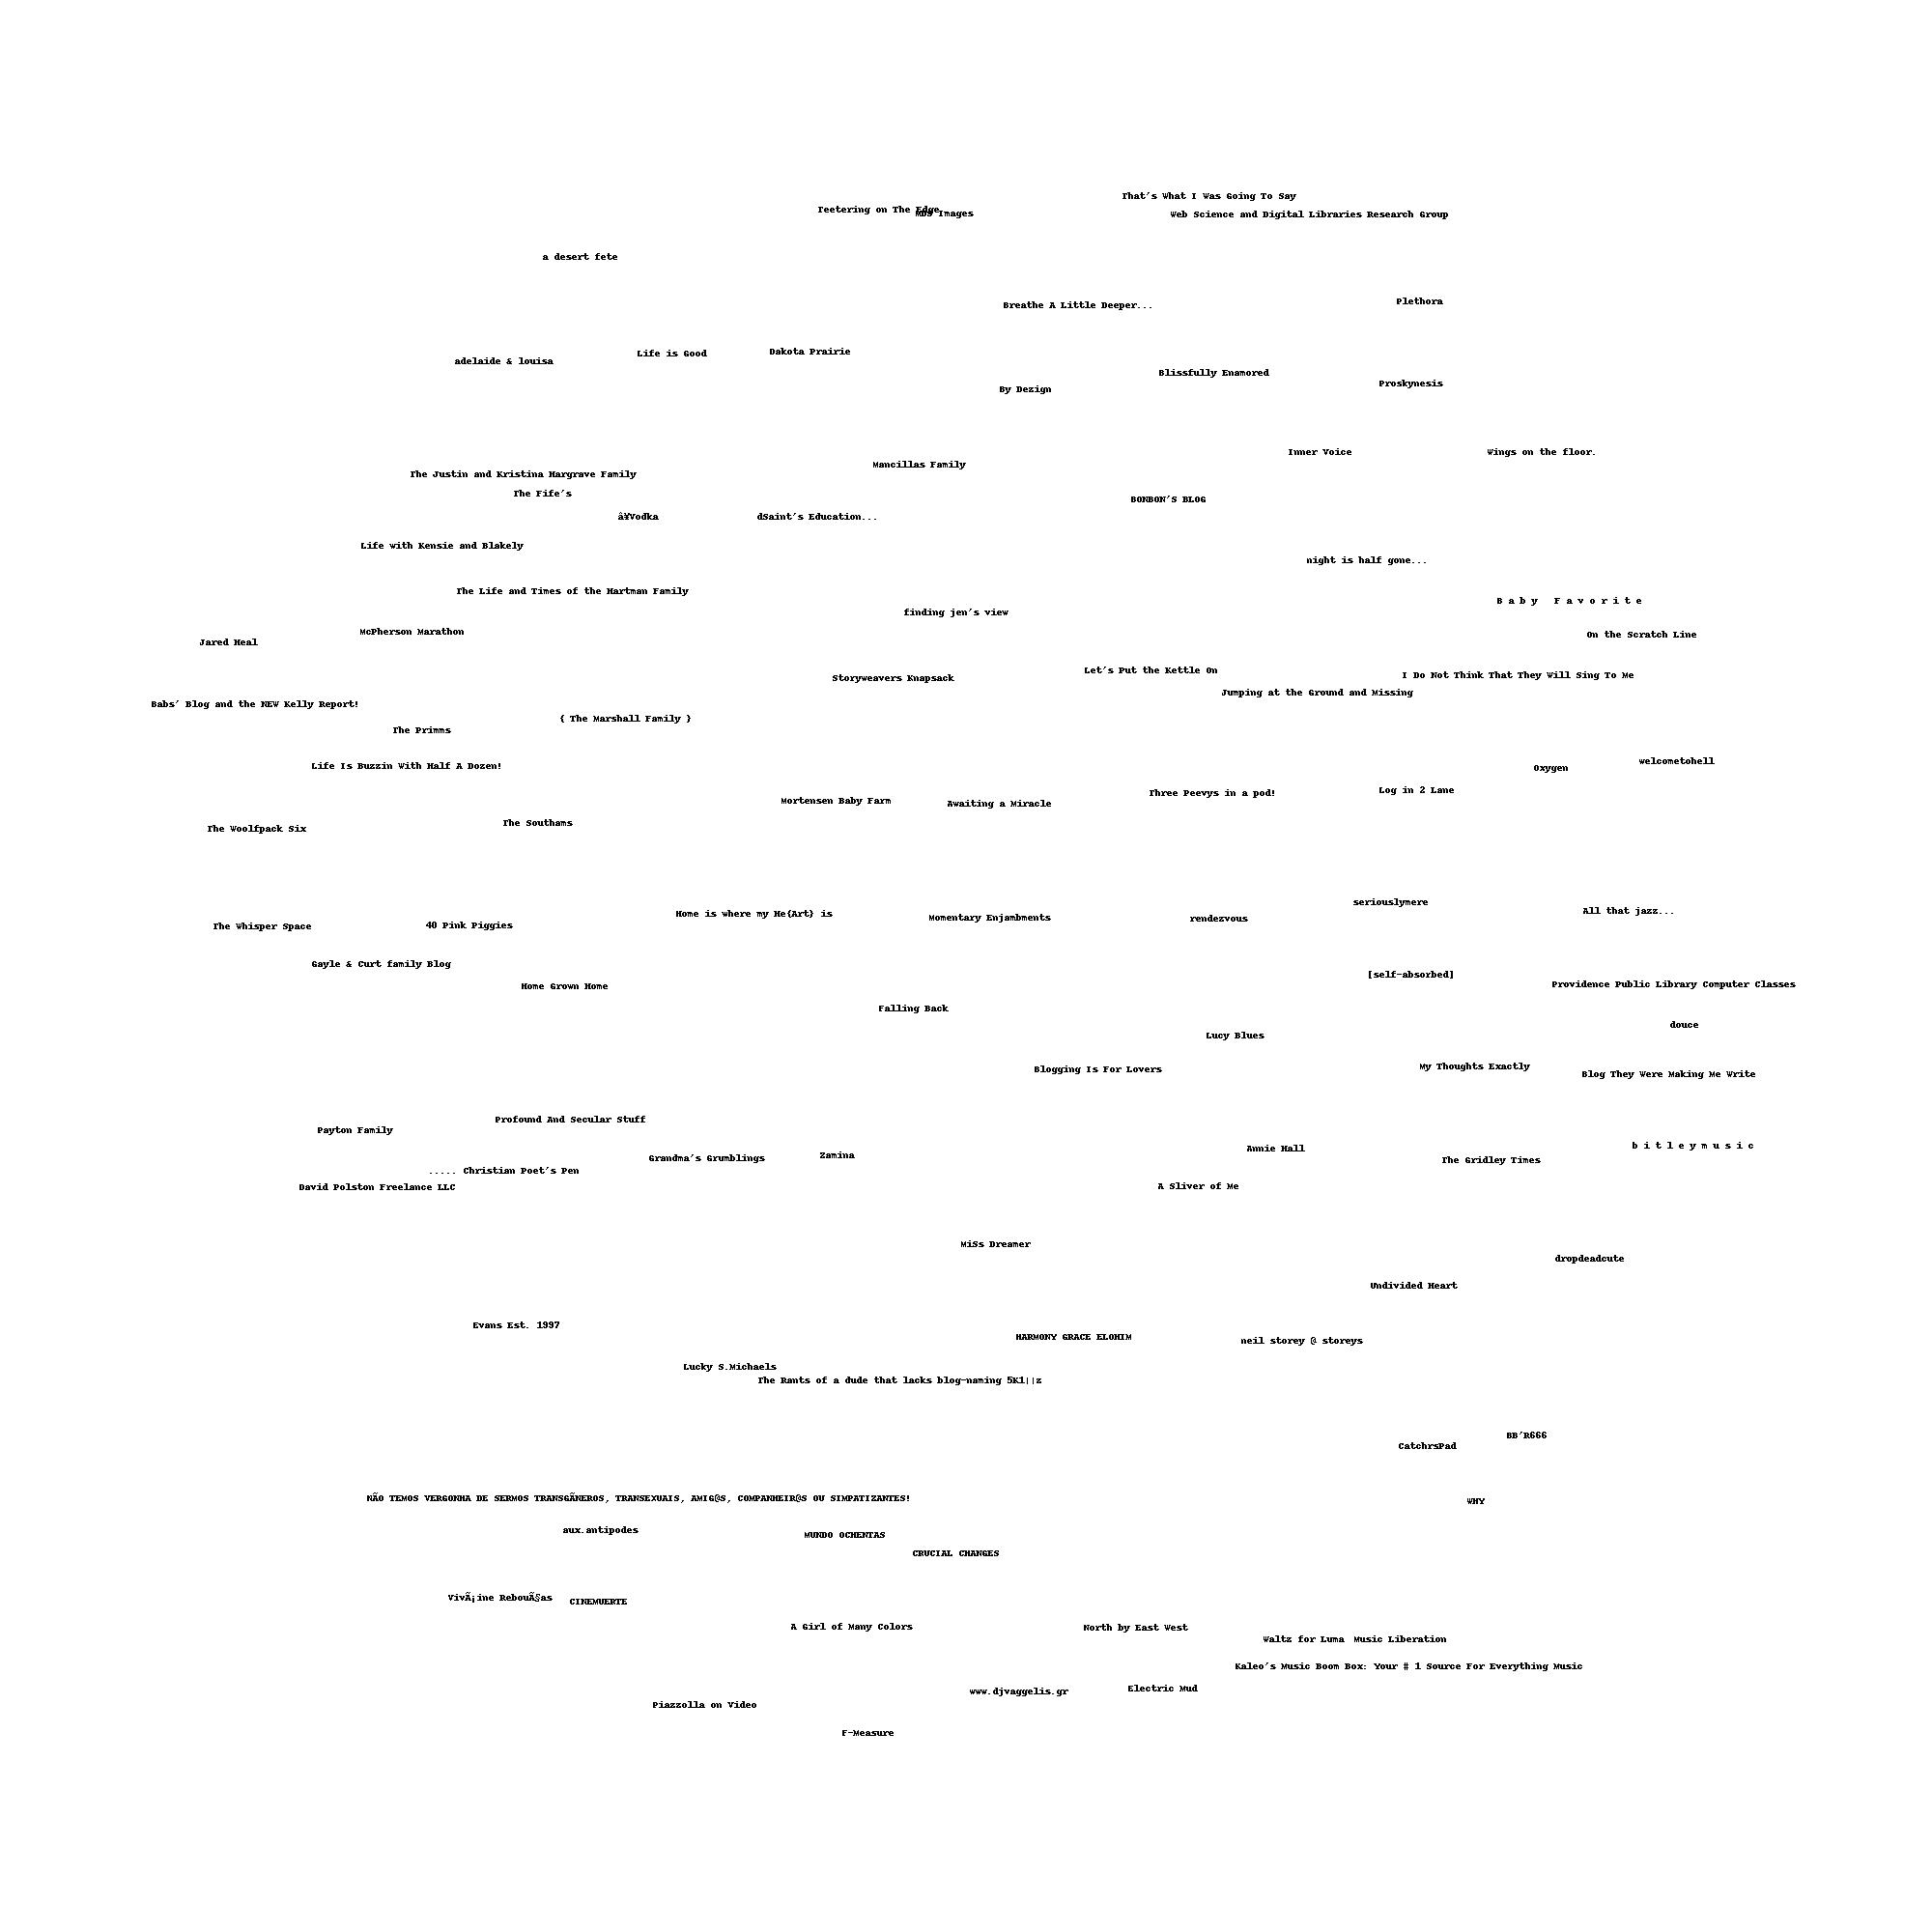 That's What I Was Going To Say
Teetering on The Edge
Images
Web Science and Digital Libraries Research Group
a desert fete
Plethora
Breathe A Little Deeper...
Dakota Prairie
Life is Good
adelaide & louisa
Blissfully Enamored
Proskynesis
By Dezign
Inner Voice
Wings on the floor.
Mancillas Family
The Justin and Kristina Hargrave Family
The Fife's
BONBON'S BLOG
â¥Vodka
dSaint's Education...
Life with Kensie and Blakely
night is half gone...
The Life and Times of the Hartman Family
B a b y   F a v o r i t e
finding jen's view
McPherson Marathon
On the Scratch Line
Jared Heal
Let's Put the Kettle On
I Do Not Think That They Will Sing To Me
Storyweavers Knapsack
Jumping at the Ground and Missing
Babs' Blog and the NEW Kelly Report!
{ The Marshall Family }
The Primms
welcometohell
Life Is Buzzin With Half A Dozen!
Oxygen
Log in 2 Lane
Three Peevys in a pod!
Mortensen Baby Farm
Awaiting a Miracle
The Southams
The Woolfpack Six
seriouslymere
All that jazz...
Home is where my He{Art} is
Momentary Enjambments
rendezvous
40 Pink Piggies
The Whisper Space
Gayle & Curt family Blog
[self-absorbed]
Providence Public Library Computer Classes
Home Grown Home
Falling Back
douce
Lucy Blues
My Thoughts Exactly
Blogging Is For Lovers
Blog They Were Making Me Write
Profound And Secular Stuff
Payton Family
b i t l e y m u s i c
Annie Hall
Zamina
Grandma's Grumblings
The Gridley Times
..... Christian Poet's Pen
David Polston Freelance LLC
A Sliver of Me
MiSs Dreamer
dropdeadcute
Undivided Heart
Evans Est. 1997
HARMONY GRACE ELOHIM
neil storey @ storeys
Lucky S.Michaels
The Rants of a dude that lacks blog-naming 5K1||z
BB'R666
CatchrsPad
NÃO TEMOS VERGONHA DE SERMOS TRANSGÃNEROS, TRANSEXUAIS, AMIG@S, COMPANHEIR@S OU SIMPATIZANTES!
WHY
aux.antipodes
MUNDO OCHENTAS
CRUCIAL CHANGES
VivÃ¡ine RebouÃ§as
CINEMUERTE
A Girl of Many Colors
North by East West
Waltz for Luma  Music Liberation
Kaleo's Music Boom Box: Your # 1 Source For Everything Music
Electric Mud
www.djvaggelis.gr
Piazzolla on Video
F-Measure